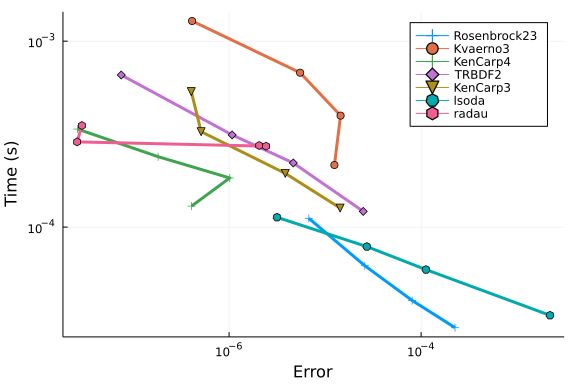 Rosenbrock23
Kvaerno3
KenCarp4
TRBDF2
KenCarp3
lsoda
radau
Time (s)
10⁻³
10⁻⁴
10⁻⁶
10⁻⁴
Error